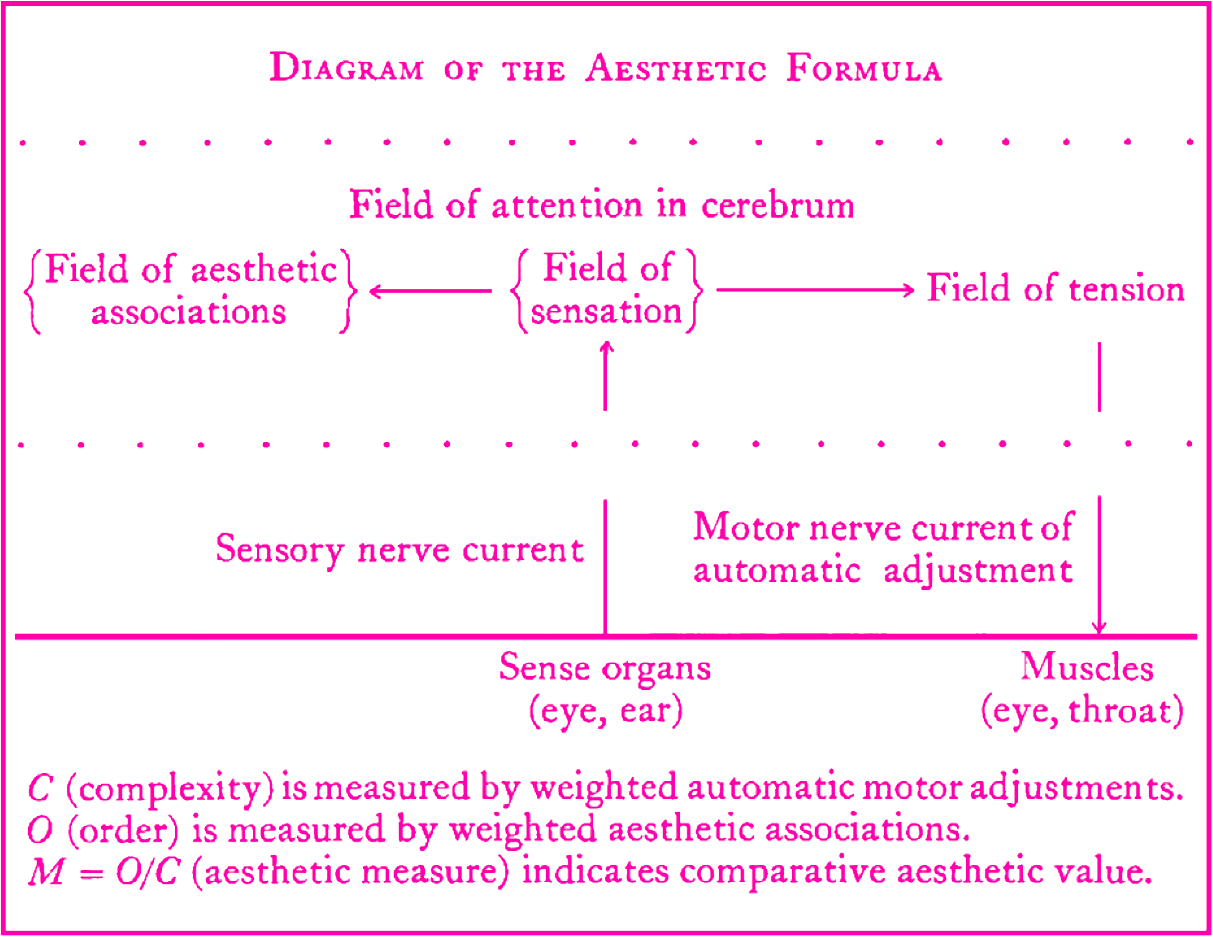 DIAGRAM OF THE AESTHETIC FORMULA
Field of attention in cerebrum
Field of aesthetic
associations
Field of
sensation
Field of tension
Sensory nerve current
Motor nerve current of
automatic adjustment
Sense organs
(eye, ear)
Muscles
(eye, throat)
C (complexity) is measured by weighted automatic motor adjustments.
O (order) is measured by weighted aesthetic associations.
M = O/C (aesthetic measure) indicates comparative aesthetic value.